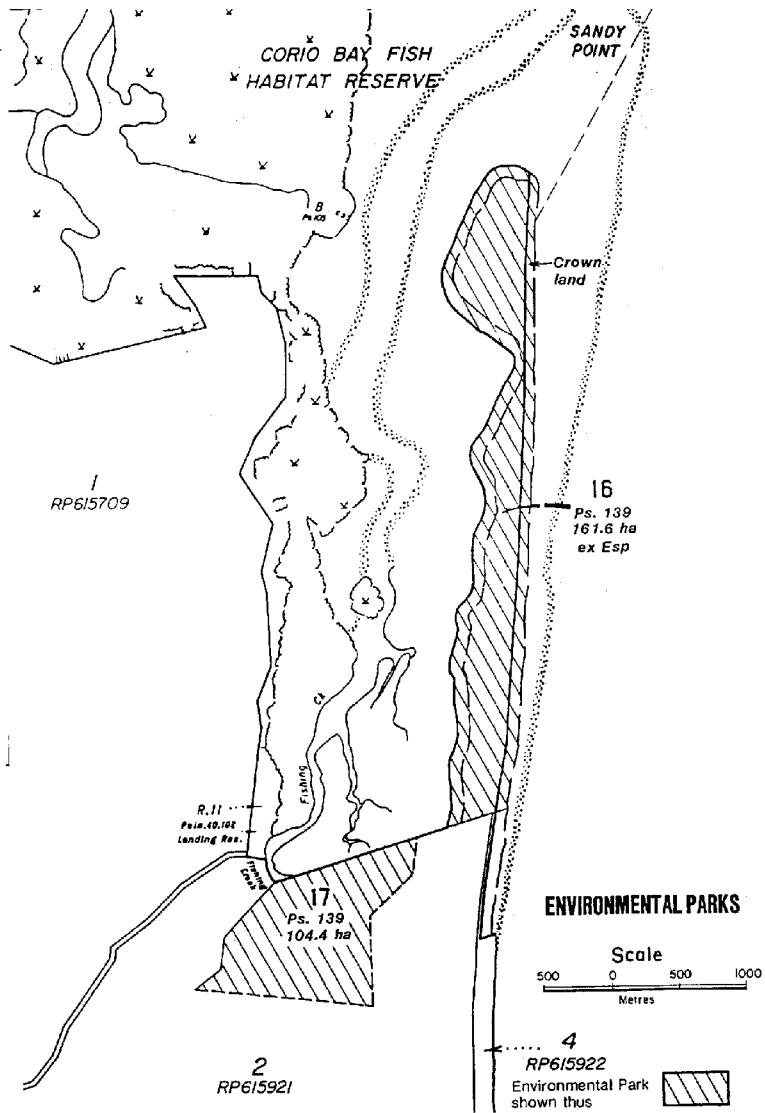 SANDY
POINT
CORIO BAY FISH
HABITAT RESERVE
B
Crown
land
1
RP615709
16
Ps. 139
161.6 ha
ex Esp
Ck
Fishing
R.11
Landing Res.
Fishing Creek
17
Ps. 139
104.4 ha
ENVIRONMENTAL PARKS
Scale
500 0 500 1000
Metres
4
RP615922
2
RP615921
Environmental Park
shown thus